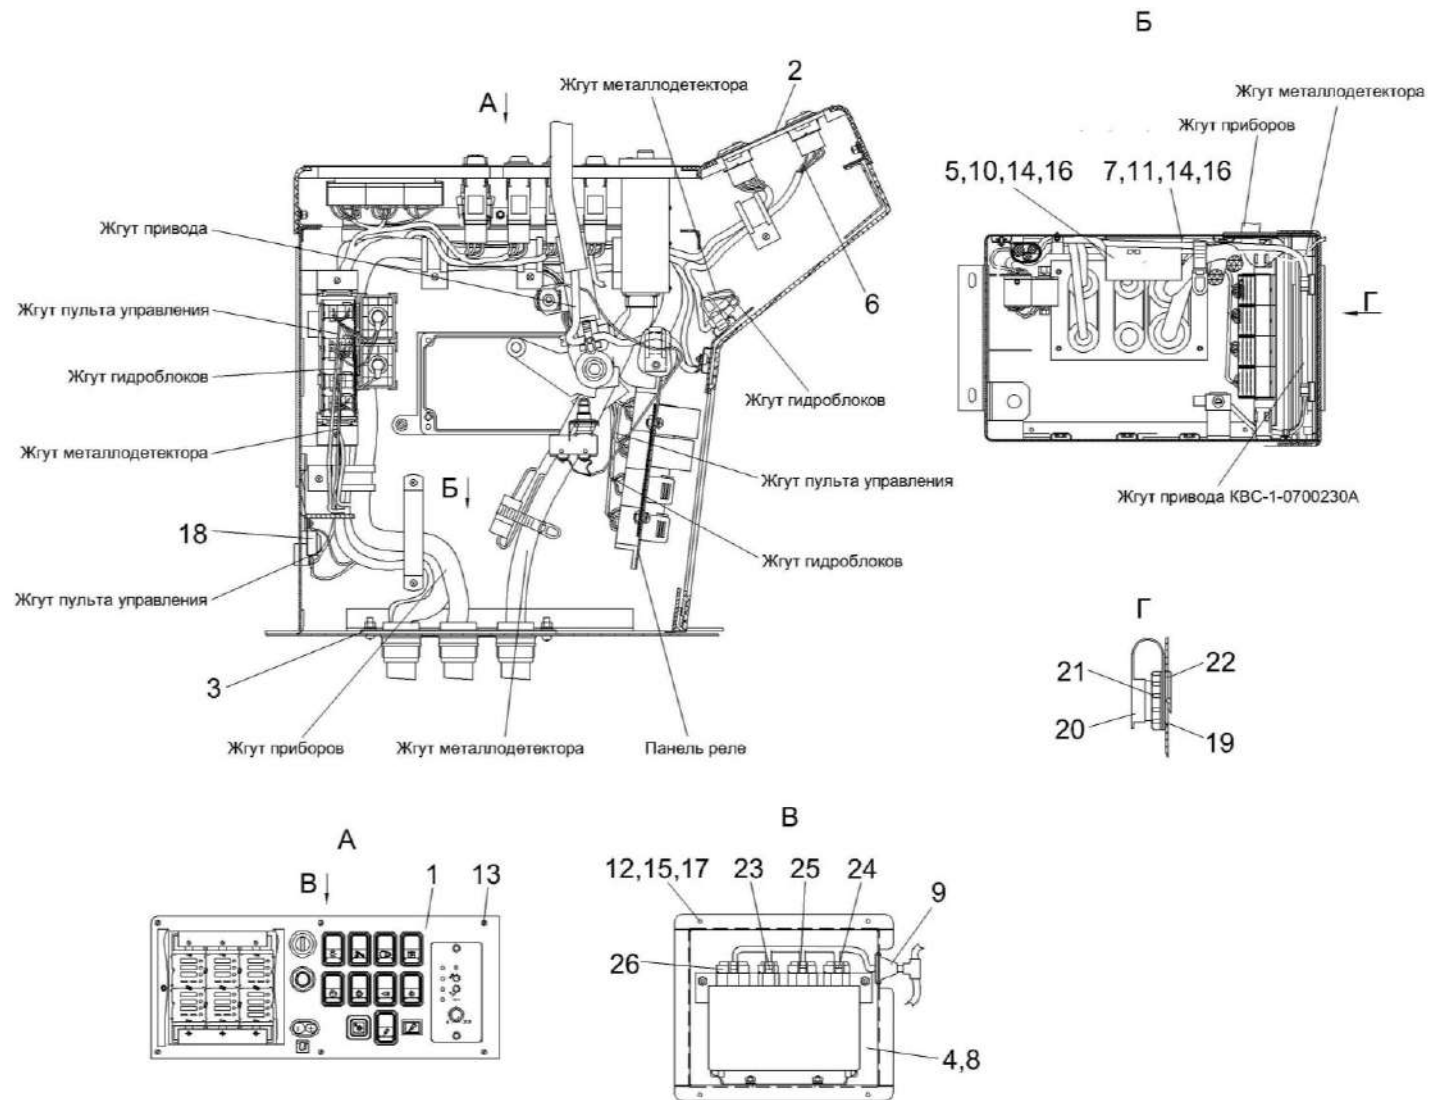 Б
2
Жгут металлодетектора
А
Жгут металлодетектора
Жгут приборов
5,10,14,16
7,11,14,16
Жгут привода
6
Г
Жгут пульта управления
Жгут гидроблоков
Жгут гидроблоков
Жгут металлодетектора
Б
Жгут пульта управления
Жгут привода КВС-1-0700230А
18
Жгут гидроблоков
Жгут пульта управления
Г
3
21
22
20
19
Жгут приборов
Жгут металлодетектора
Панель реле
А
В
В
1
13
12,15,17
23
25
24
9
26
4,8